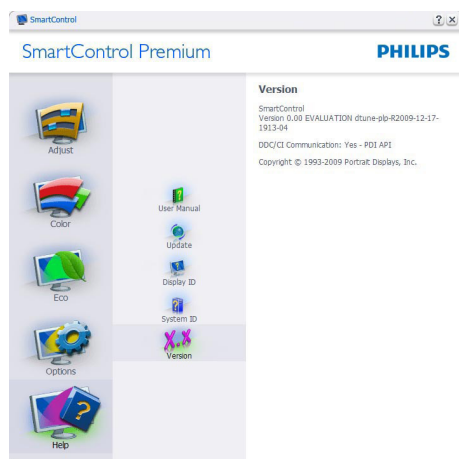 SmartControl
SmartControl Premium
PHILIPS
Adjust
Color
Eco
Options
Help
User Manual
Update
Display ID
System ID
X.X
Version
Version
SmartControl
Version 0.00 EVALUATION dtune-plp-R2009-12-17-
1913-04
DDC/CI Communication: Yes - PDI API
Copyright © 1993-2009 Portrait Displays, Inc.